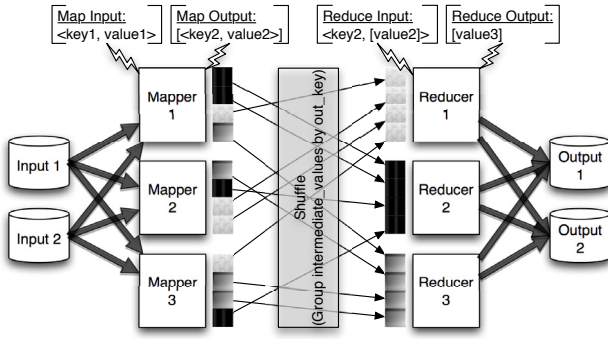 Map Input:
<key1, value1>
Map Output:
[<key2, value2>]
Reduce Input:
<key2, [value2]>
Reduce Output:
[value3]
Input 1
Input 2
Mapper
1
Mapper
2
Mapper
3
Shuffle
(Group intermediate_values by out_key)
Reducer
1
Reducer
2
Reducer
3
Output
1
Output
2